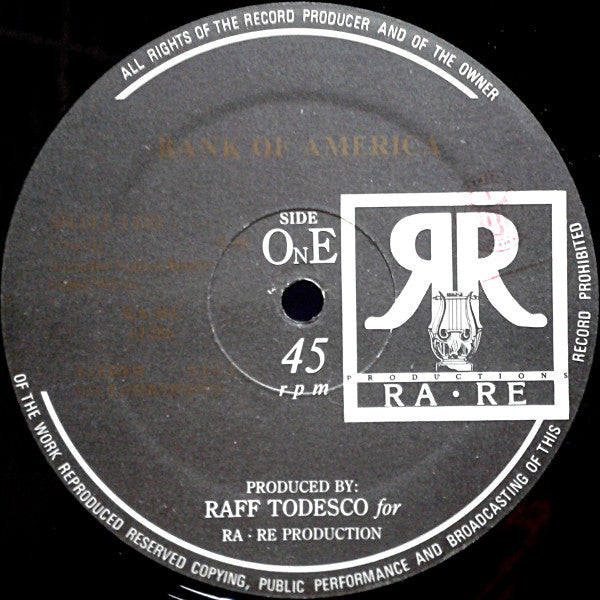 ALL RIGHTS OF THE RECORD PRODUCER AND OF THE OWNER
OF THE WORK REPRODUCED RESERVED COPYING, PUBLIC PERFORMANCE AND BROADCASTING OF THIS
RECORD PROHIBITED
BANK OF AMERICA
SIDE
ONE
45
rpm
RR
PRODUCTIONS
RA · RE
PRODUCED BY:
RAFF TODESCO for
RA · RE PRODUCTION